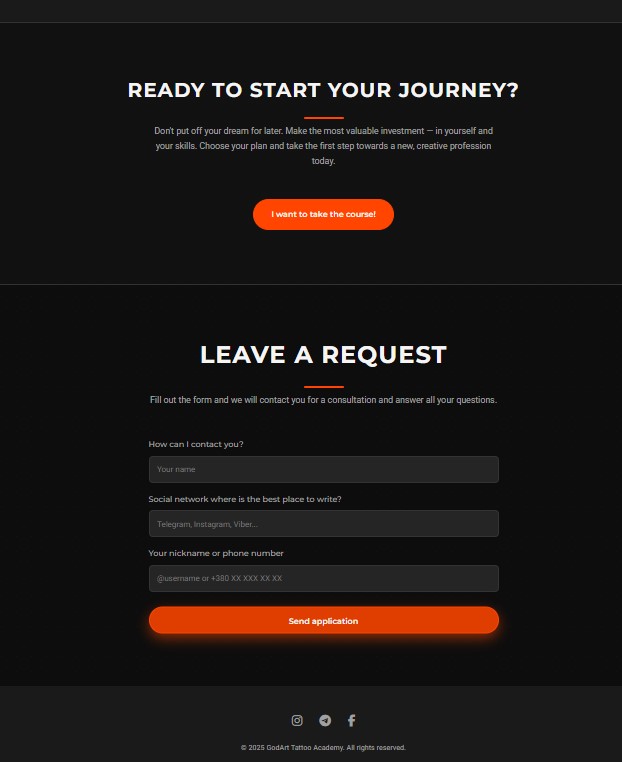 READY TO START YOUR JOURNEY?
Don't put off your dream for later. Make the most valuable investment — in yourself and
your skills. Choose your plan and take the first step towards a new, creative profession
today.
I want to take the course!
LEAVE A REQUEST
Fill out the form and we will contact you for a consultation and answer all your questions.
How can I contact you?
Your name
Social network where is the best place to write?
Telegram, Instagram, Viber...
Your nickname or phone number
@username or +380 XX XXX XX XX
Send application
© 2025 GodArt Tattoo Academy. All rights reserved.